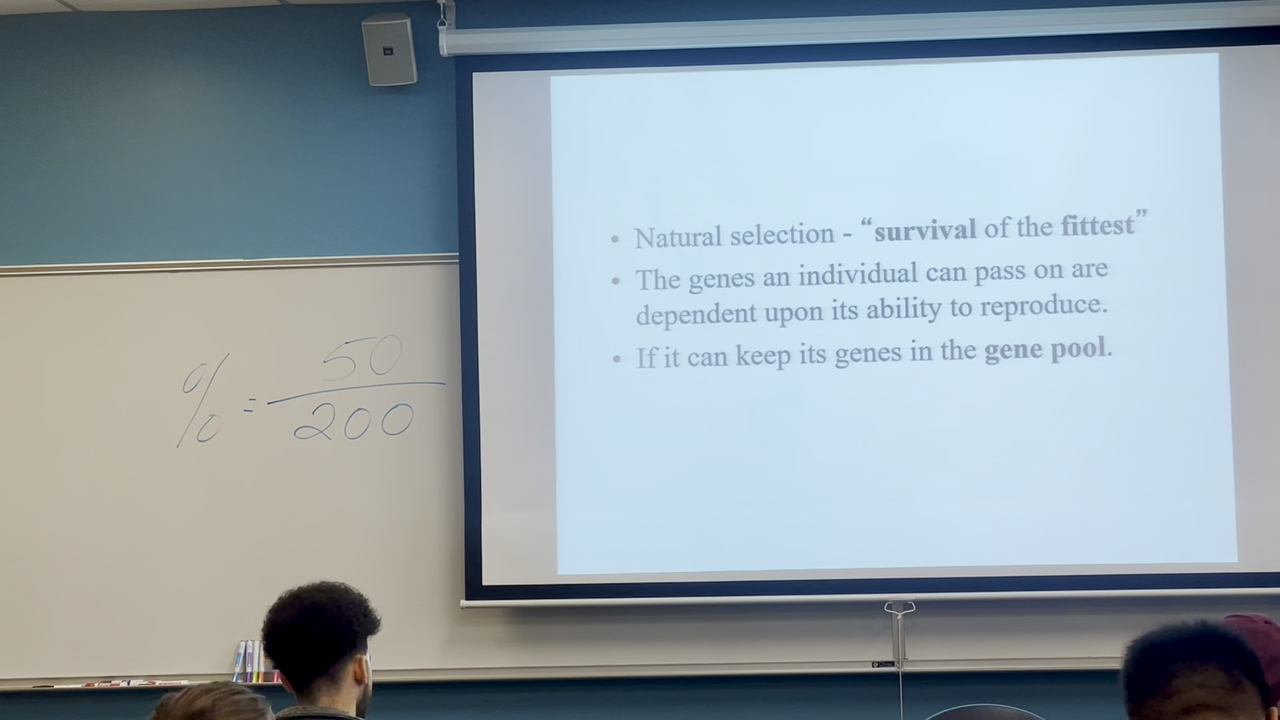 % = 50
200
• Natural selection - “survival of the fittest”
• The genes an individual can pass on are
dependent upon its ability to reproduce.
• If it can keep its genes in the gene pool.